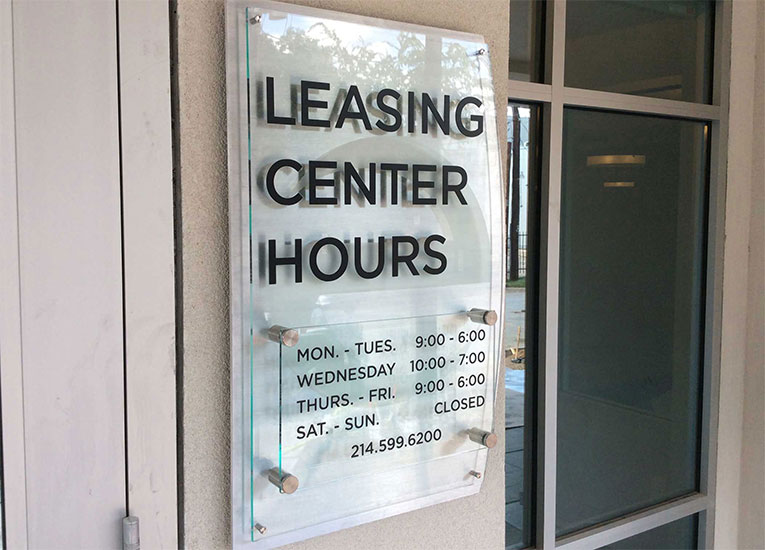 LEASING
CENTER
HOURS
MON. - TUES. 9:00 - 6:00
WEDNESDAY 10:00 - 7:00
THURS. - FRI. 9:00 - 6:00
SAT. - SUN. CLOSED
214.599.6200